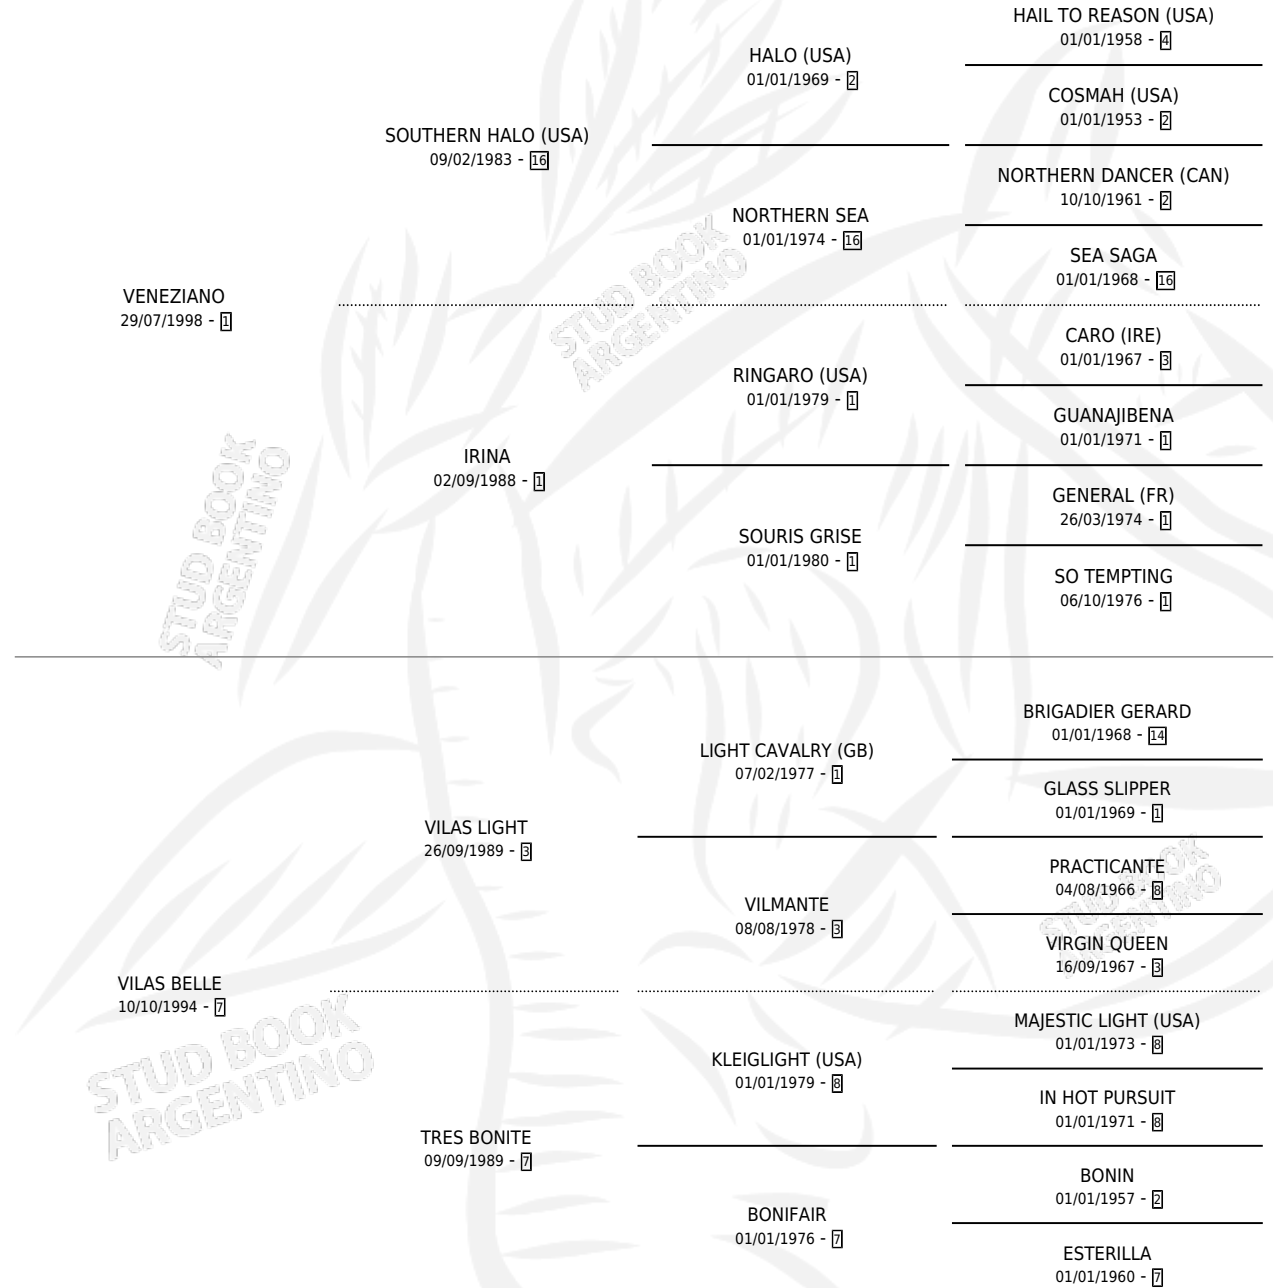 HAIL TO REASON (USA)
01/01/1958 - 4
HALO (USA)
01/01/1969 - 2
COSMAH (USA)
01/01/1953 - 2
SOUTHERN HALO (USA)
09/02/1983 - 16
NORTHERN DANCER (CAN)
10/10/1961 - 2
NORTHERN SEA
01/01/1974 - 16
SEA SAGA
01/01/1968 - 16
VENEZIANO
29/07/1998 - 1
CARO (IRE)
01/01/1967 - 3
RINGARO (USA)
01/01/1979 - 1
GUANAJIBENA
01/01/1971 - 1
IRINA
02/09/1988 - 1
GENERAL (FR)
26/03/1974 - 1
SOURIS GRISE
01/01/1980 - 1
SO TEMPTING
06/10/1976 - 1
BRIGADIER GERARD
01/01/1968 - 14
LIGHT CAVALRY (GB)
07/02/1977 - 1
GLASS SLIPPER
01/01/1969 - 1
VILAS LIGHT
26/09/1989 - 3
PRACTICANTE
04/08/1966 - 8
VILMANTE
08/08/1978 - 3
VIRGIN QUEEN
16/09/1967 - 3
VILAS BELLE
10/10/1994 - 7
MAJESTIC LIGHT (USA)
01/01/1973 - 8
KLEIGLIGHT (USA)
01/01/1979 - 8
IN HOT PURSUIT
01/01/1971 - 8
TRES BONITE
09/09/1989 - 7
BONIN
01/01/1957 - 2
BONIFAIR
01/01/1976 - 7
ESTERILLA
01/01/1960 - 7
STUD BOOK
ARGENTINO
STUD BOOK
ARGENTINO
STUD BOOK
ARGENTINO
STUD BOOK
ARGENTINO